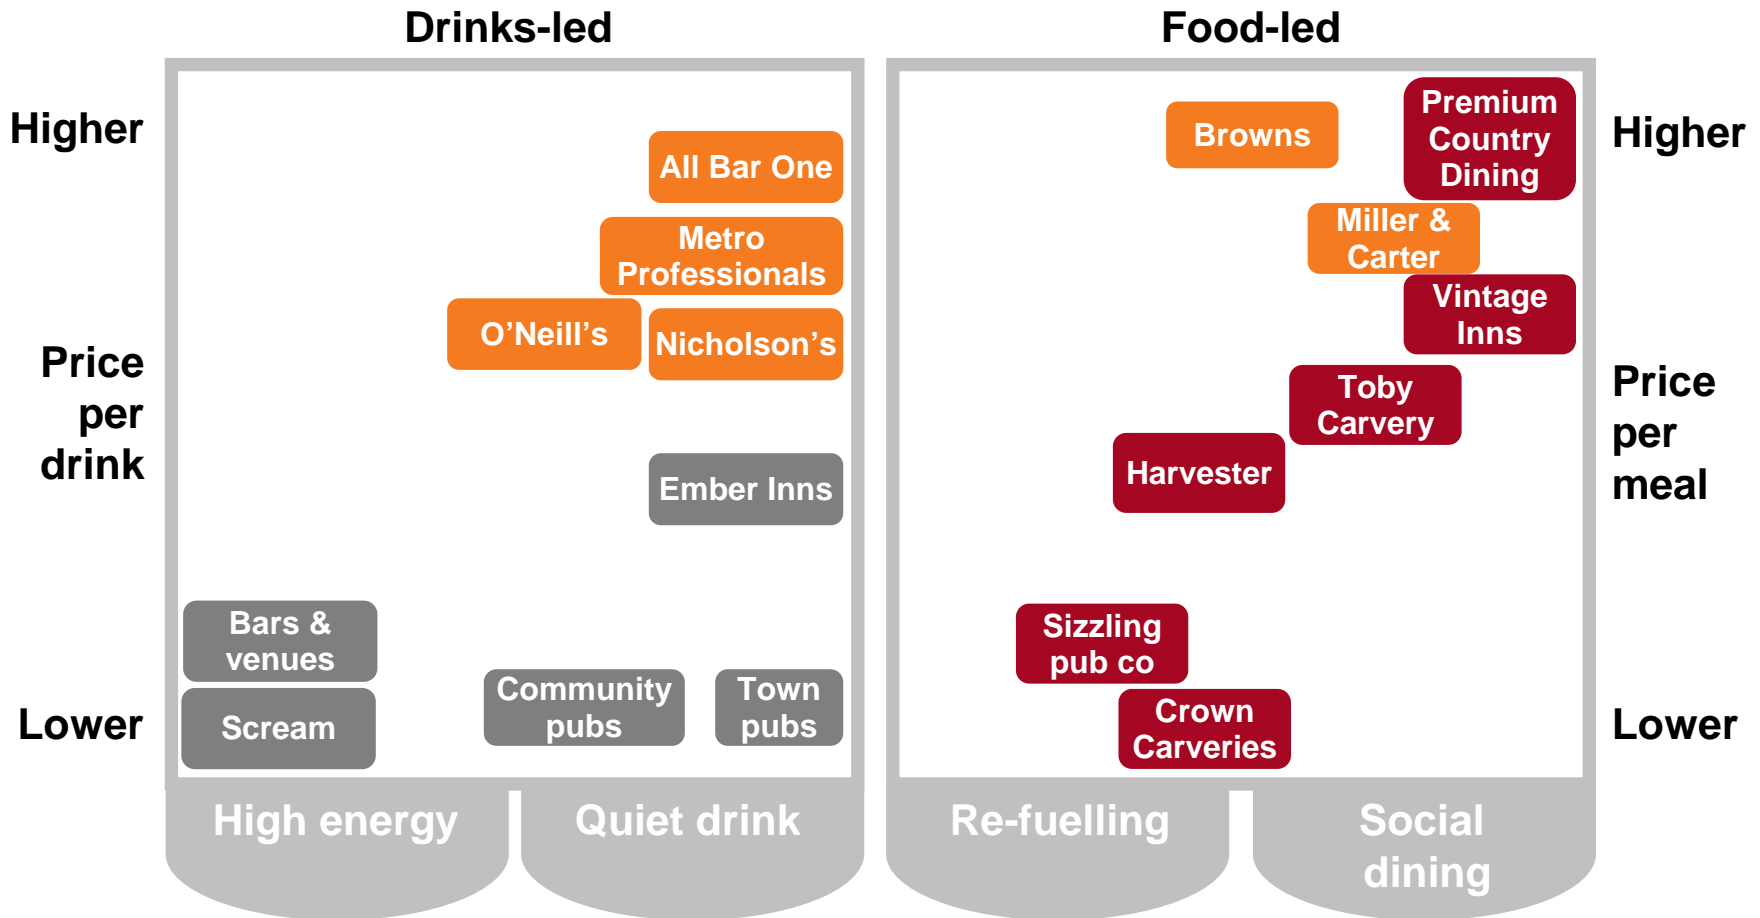 Drinks-led
Food-led
Higher
Price
per
drink
Lower
All Bar One
Metro
Professionals
O’Neill’s
Nicholson’s
Ember Inns
Bars &
venues
Scream
Community
pubs
Town
pubs
High energy
Quiet drink
Browns
Premium
Country
Dining
Miller &
Carter
Vintage
Inns
Toby
Carvery
Harvester
Sizzling
pub co
Crown
Carveries
Re-fuelling
Social
dining
Higher
Price
per
meal
Lower